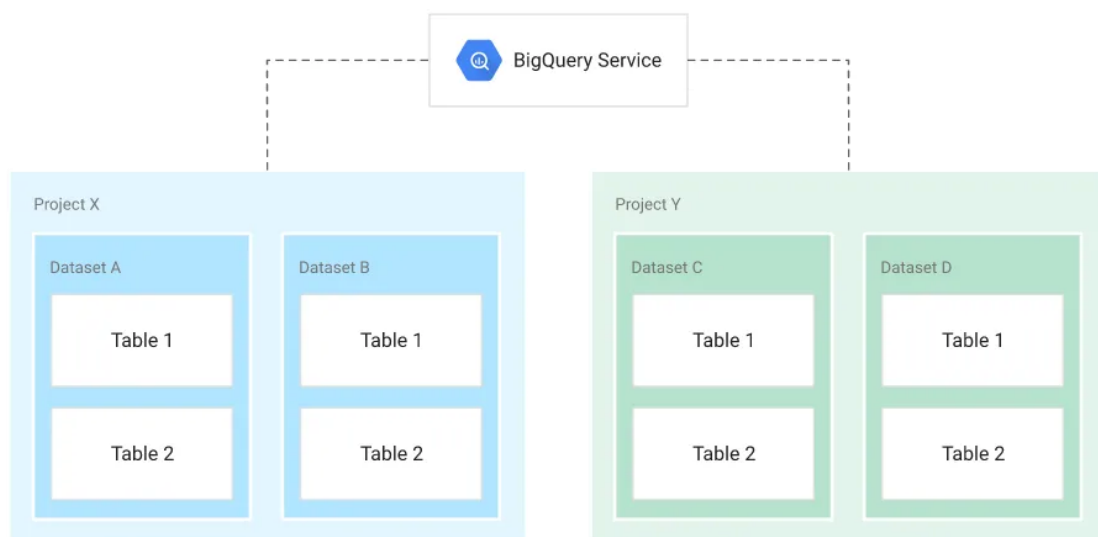 BigQuery Service
Project X
Dataset A
Table 1
Table 2
Dataset B
Table 1
Table 2
Project Y
Dataset C
Table 1
Table 2
Dataset D
Table 1
Table 2